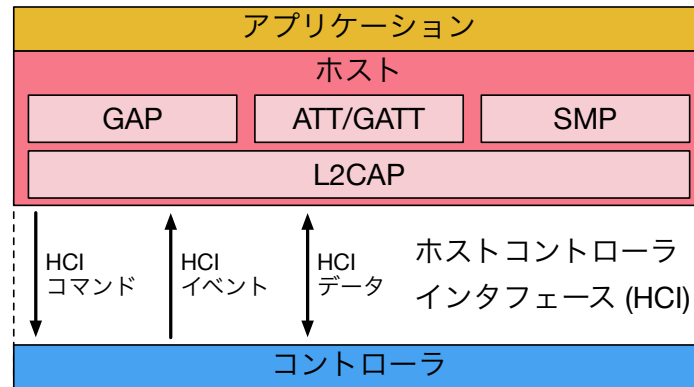 アプリケーション
ホスト
GAP
ATT/GATT
SMP
L2CAP
HCI
コマンド
HCI
イベント
HCI
データ
ホストコントローラ
インタフェース (HCI)
コントローラ